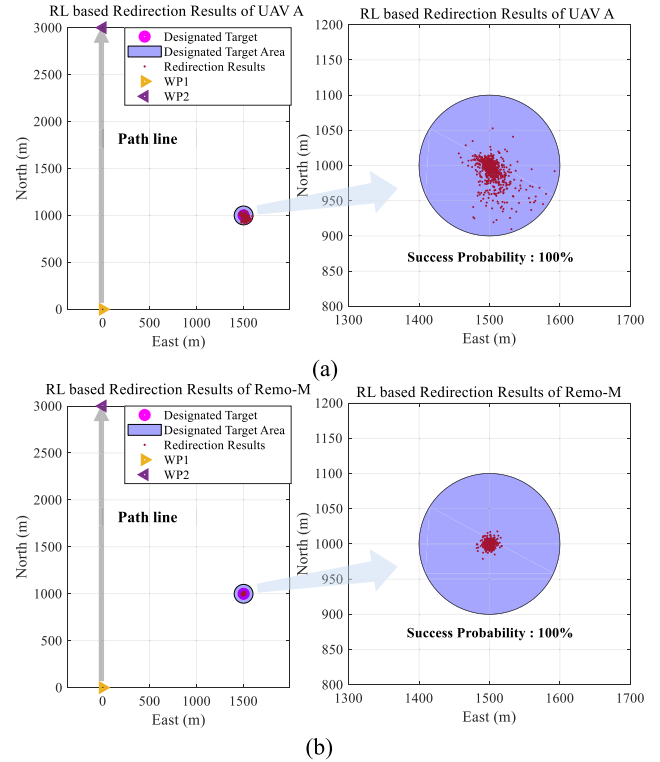 RL based Redirection Results of UAV A
3000
2500
2000
1500
1000
500
0
North (m)
Designated Target
Designated Target Area
Redirection Results
WP1
WP2
Path line
0
500
1000
1500
East (m)
RL based Redirection Results of UAV A
1200
1150
1100
1050
1000
950
900
850
800
North (m)
Success Probability : 100%
1300
1400
1500
1600
1700
East (m)
(a)
RL based Redirection Results of Remo-M
3000
2500
2000
1500
1000
500
0
North (m)
Designated Target
Designated Target Area
Redirection Results
WP1
WP2
Path line
0
500
1000
1500
East (m)
RL based Redirection Results of Remo-M
1200
1150
1100
1050
1000
950
900
850
800
North (m)
Success Probability : 100%
1300
1400
1500
1600
1700
East (m)
(b)